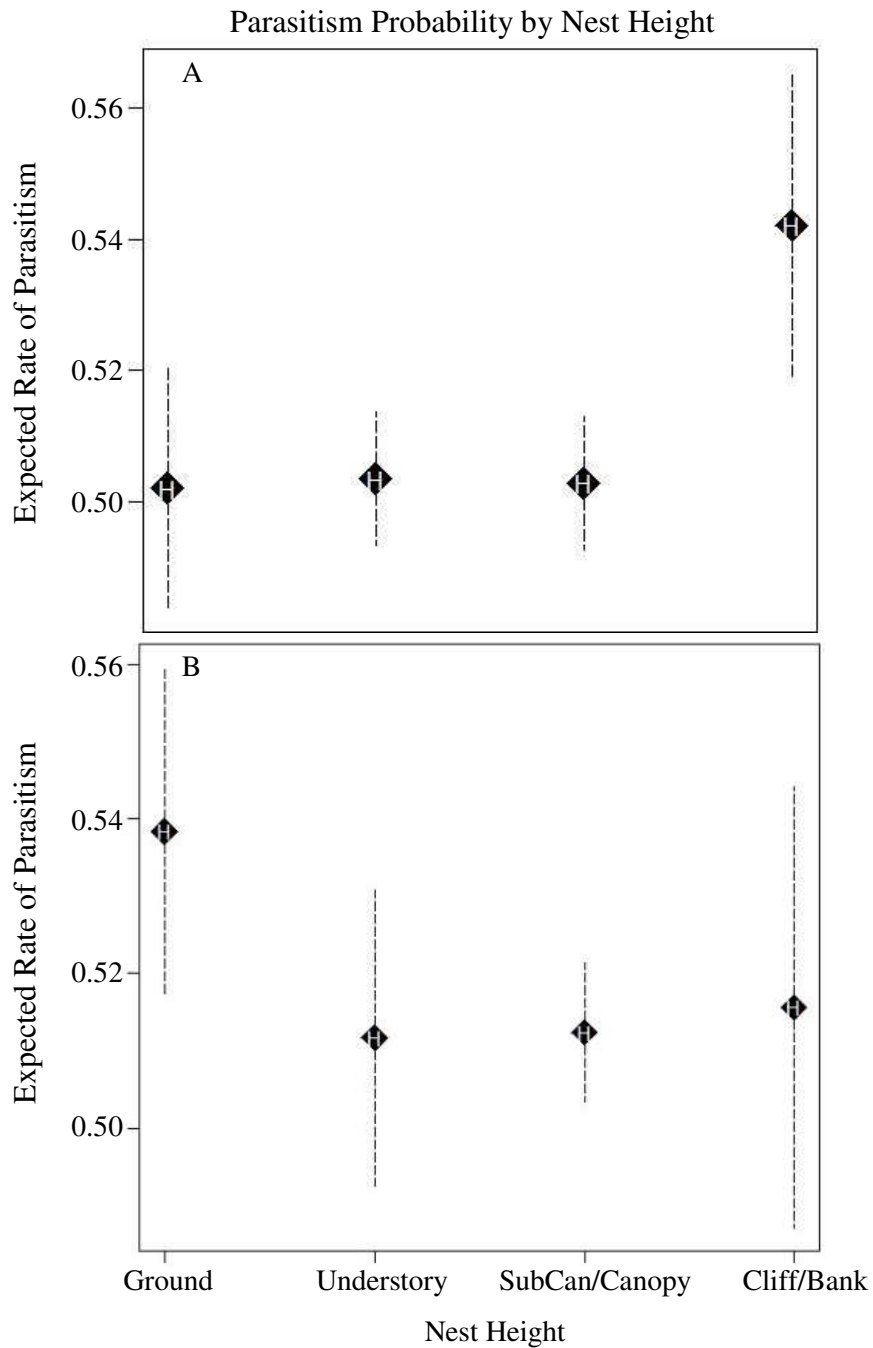 Parasitism Probability by Nest Height
A
0.56
0.54
0.52
0.50
Expected Rate of Parasitism
B
0.56
0.54
0.52
0.50
Expected Rate of Parasitism
Ground Understory SubCan/Canopy Cliff/Bank
Nest Height